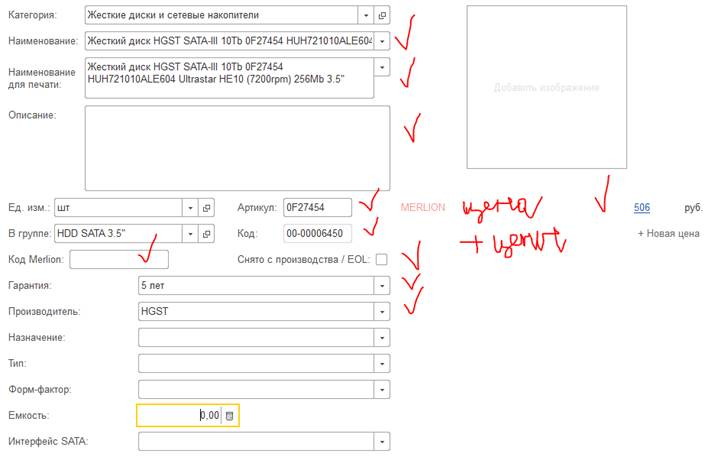 Категория: Жесткие диски и сетевые накопители
Наименование: Жесткий диск HGST SATA-III 10Tb 0F27454 HUH721010ALE604
Наименование для печати: Жесткий диск HGST SATA-III 10Tb 0F27454
HUH721010ALE604 Ultrastar HE10 (7200rpm) 256Mb 3.5"
Добавить изображение
Описание:
Ед. изм.: шт Артикул: 0F27454 MERLION цена 506 руб.
В группе: HDD SATA 3.5" Код: 00-00006450 + цепт + Новая цена
Код Merlion: Снято с производства / EOL:
Гарантия: 5 лет
Производитель: HGST
Назначение:
Тип:
Форм-фактор:
Емкость: 0,00
Интерфейс SATA: